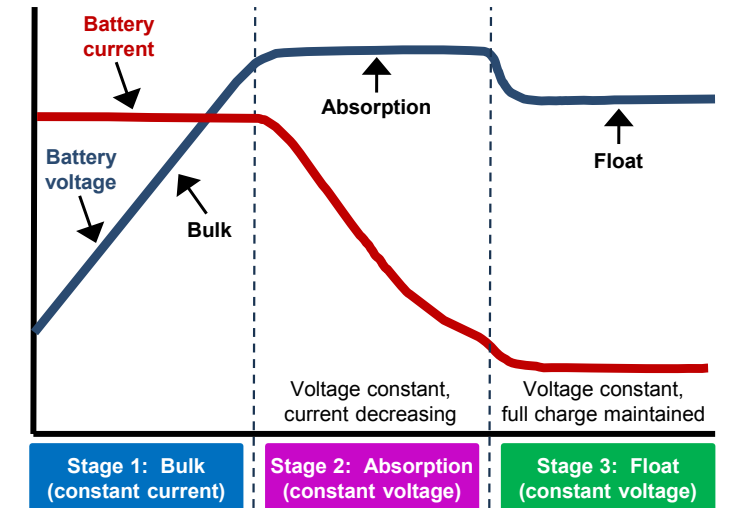 Battery
current
Absorption
Battery
voltage
Float
Bulk
Voltage constant,
current decreasing
Voltage constant,
full charge maintained
Stage 1: Bulk
(constant current)
Stage 2: Absorption
(constant voltage)
Stage 3: Float
(constant voltage)